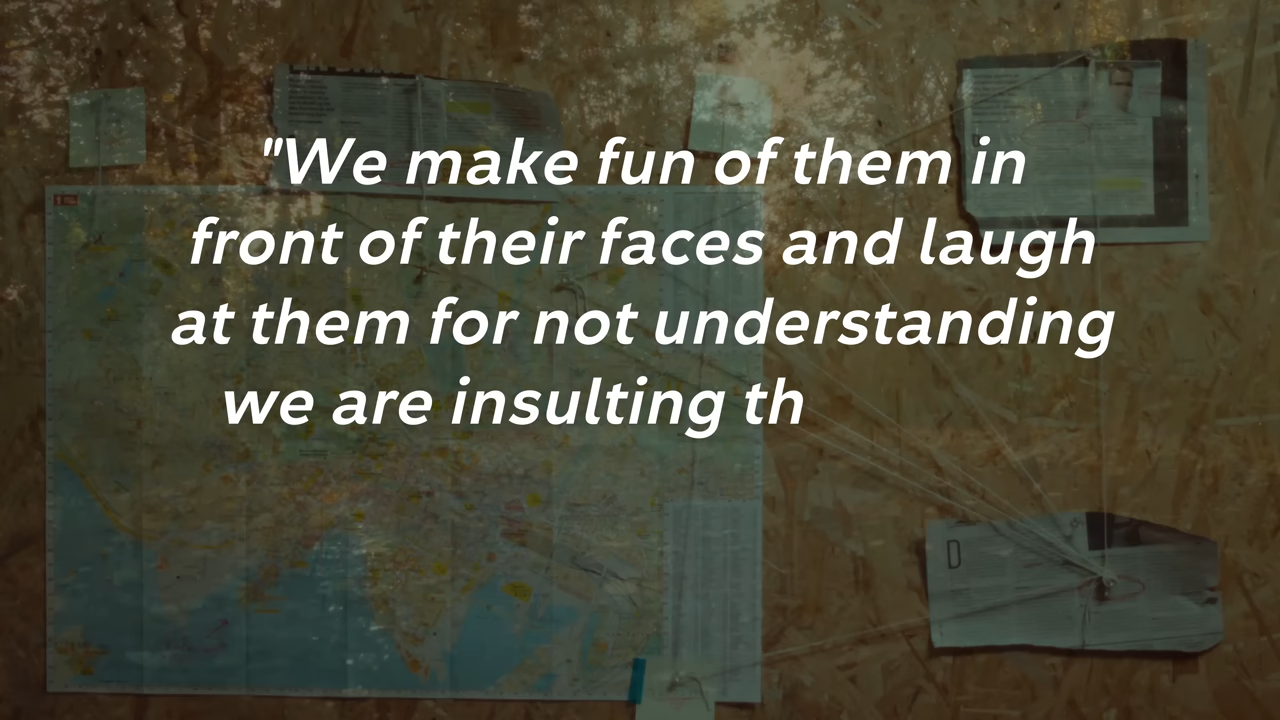 "We make fun of them in
front of their faces and laugh
at them for not understanding
we are insulting th